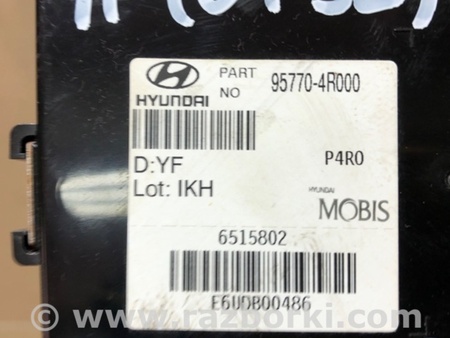 PART NO 95770-4R000
HYUNDAI
D:YF
P4R0
Lot: IKH
HYUNDAI
MOBIS
6515802
E6UDB00486
© www.razborki.com